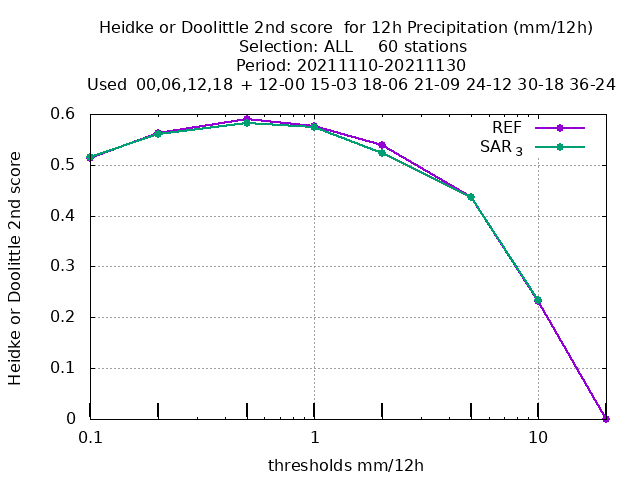 Heidke or Doolittle 2nd score  for 12h Precipitation (mm/12h)
Selection: ALL     60 stations
Period: 20211110-20211130
Used  00,06,12,18  + 12-00 15-03 18-06 21-09 24-12 30-18 36-24
REF
SAR 3
Heidke or Doolittle 2nd score
0.6
0.5
0.4
0.3
0.2
0.1
0
0.1 1 10
thresholds mm/12h